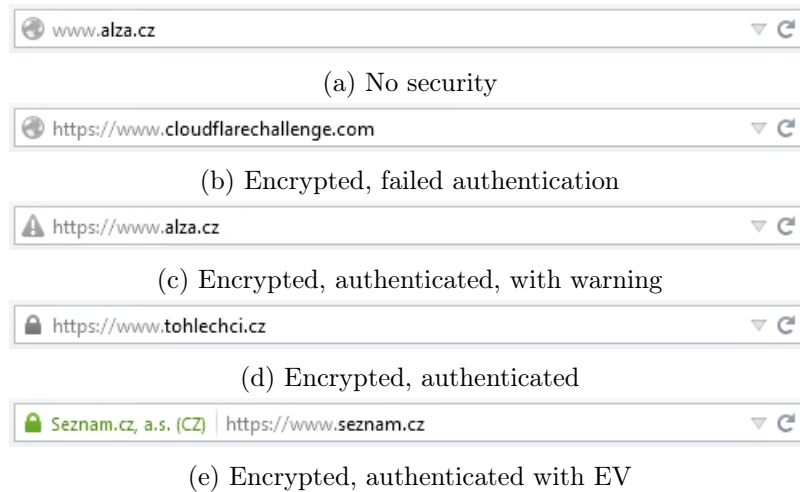 www.alza.cz
(a) No security
https://www.cloudflarechallenge.com
(b) Encrypted, failed authentication
https://www.alza.cz
(c) Encrypted, authenticated, with warning
https://www.tohlechci.cz
(d) Encrypted, authenticated
Seznam.cz, a.s. (CZ) https://www.seznam.cz
(e) Encrypted, authenticated with EV